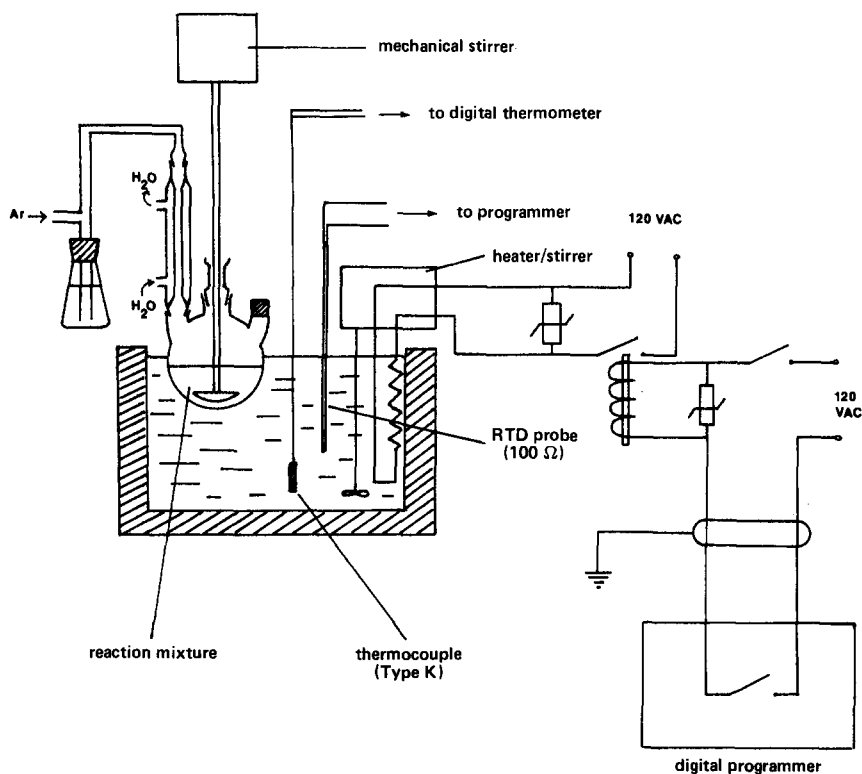 mechanical stirrer
to digital thermometer
H₂O
Ar
to programmer
120 VAC
heater/stirrer
H₂O
120
VAC
RTD probe
(100 Ω)
reaction mixture
thermocouple
(Type K)
digital programmer